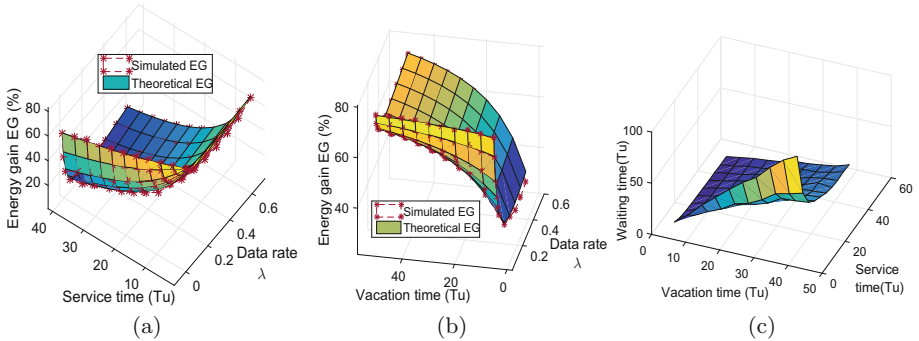 Simulated EG
Theoretical EG
Energy gain EG (%)
80
60
40
20
40
30
20
10
Service time (Tu)
0
0.2
0.4
0.6
Data rate
λ
(a)
Energy gain EG (%)
80
60
40
Simulated EG
Theoretical EG
40
20
0
Vacation time (Tu)
0.2
0.4
0.6
Data rate
λ
(b)
Waiting time(Tu)
100
50
0
0
10
20
30
40
50
Vacation time (Tu)
0
20
40
60
Service
time(Tu)
(c)